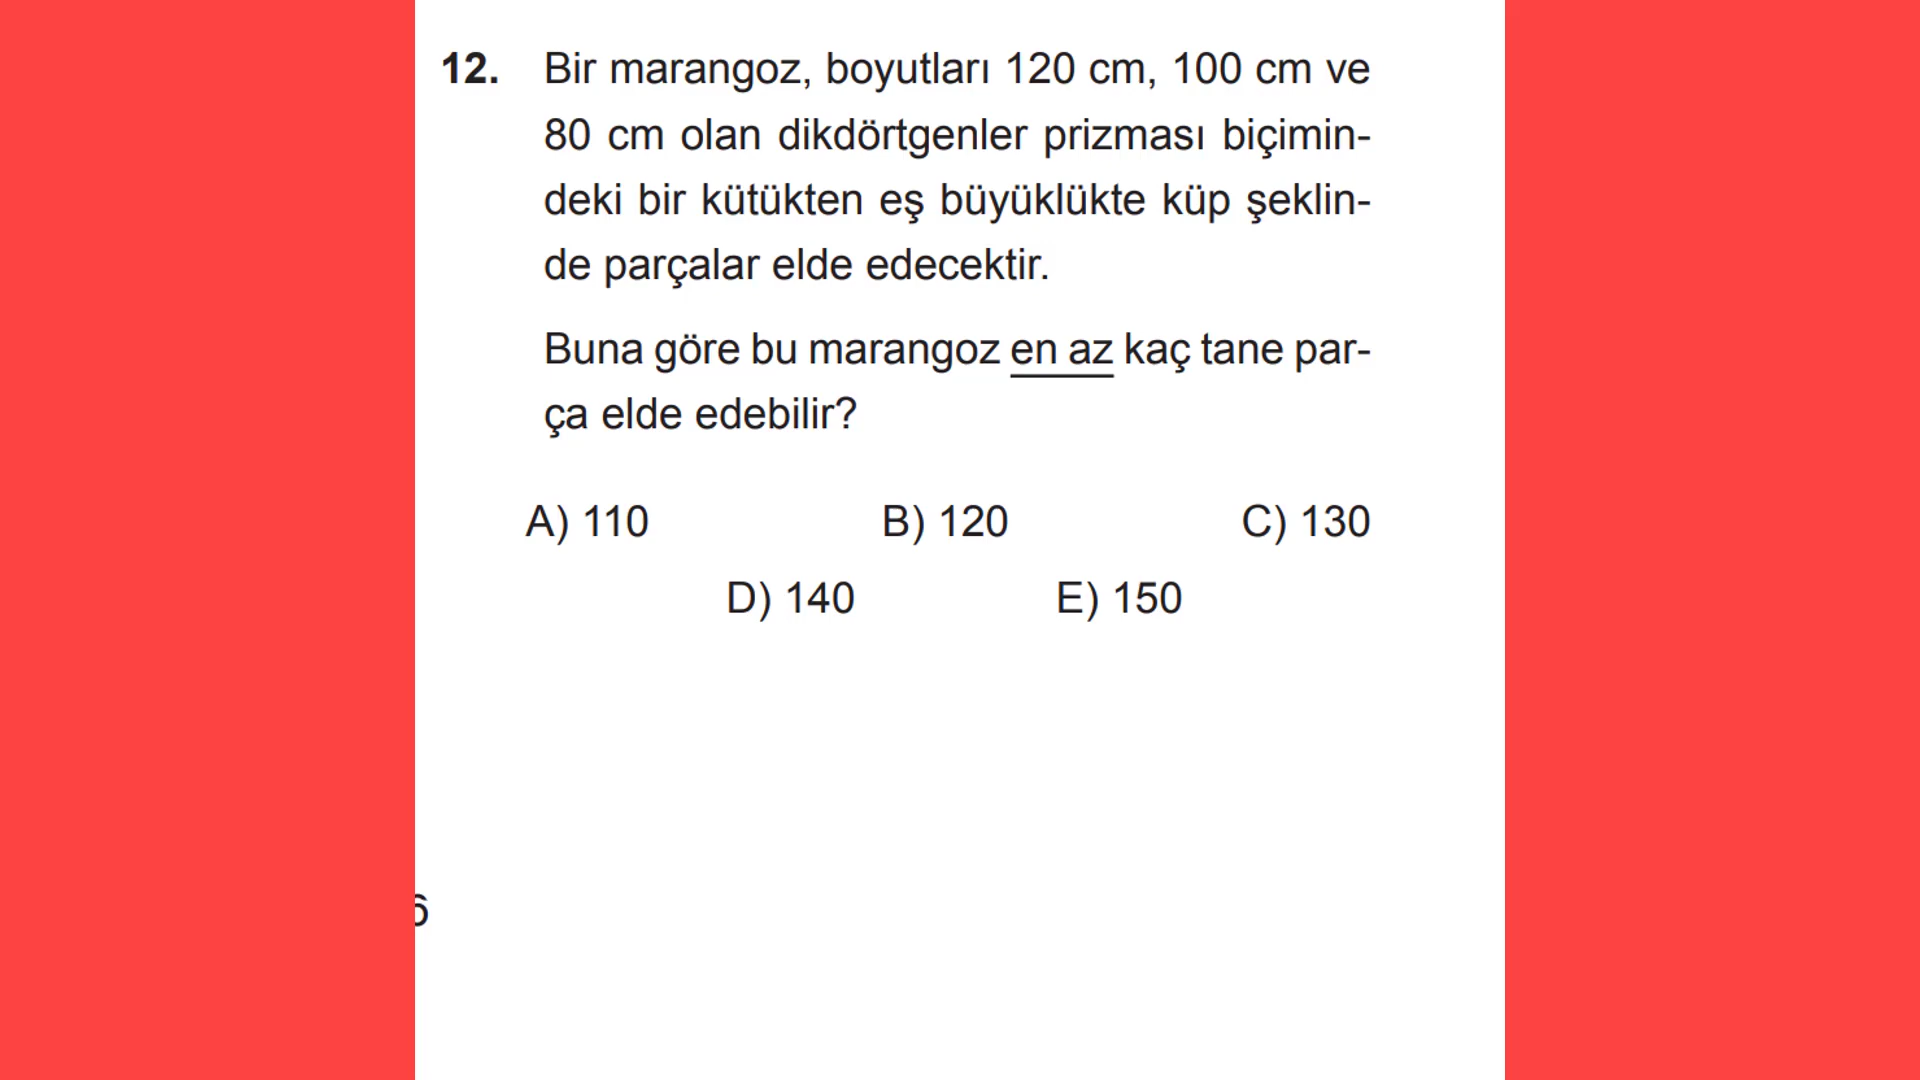 12. Bir marangoz, boyutları 120 cm, 100 cm ve
80 cm olan dikdörtgenler prizması biçimin-
deki bir kütükten eş büyüklükte küp şeklin-
de parçalar elde edecektir.
Buna göre bu marangoz en az kaç tane par-
ça elde edebilir?
A) 110 B) 120 C) 130
D) 140 E) 150